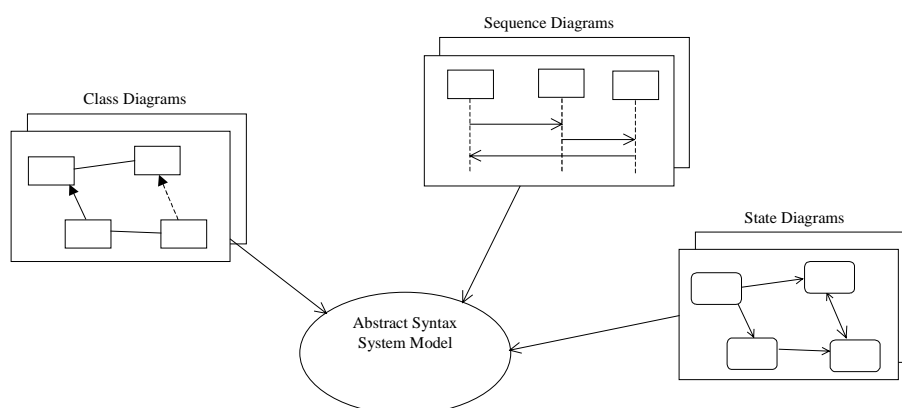 Sequence Diagrams
Class Diagrams
State Diagrams
Abstract Syntax
System Model